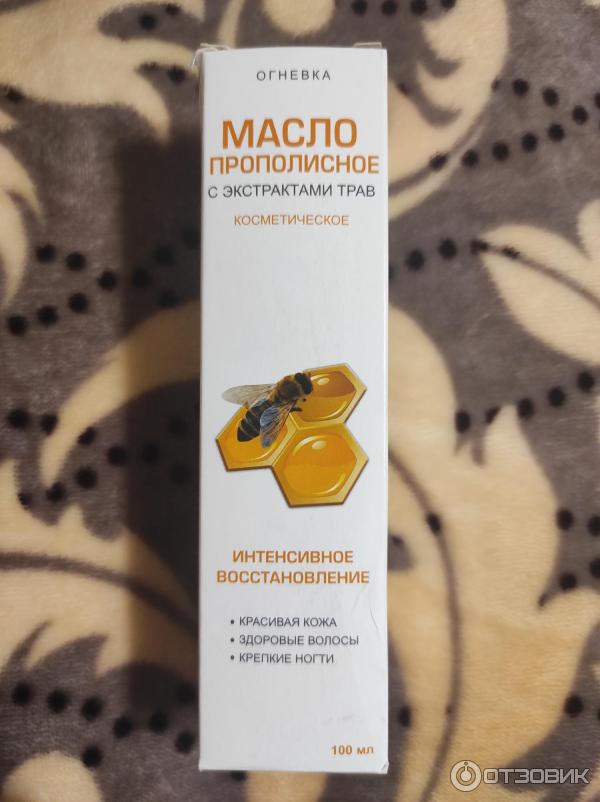 ОГНЕВКА
МАСЛО
ПРОПОЛИСНОЕ
С ЭКСТРАКТАМИ ТРАВ
КОСМЕТИЧЕСКОЕ
ИНТЕНСИВНОЕ
ВОССТАНОВЛЕНИЕ
• КРАСИВАЯ КОЖА
• ЗДОРОВЫЕ ВОЛОСЫ
• КРЕПКИЕ НОГТИ
100 мл
ОТЗОВИК